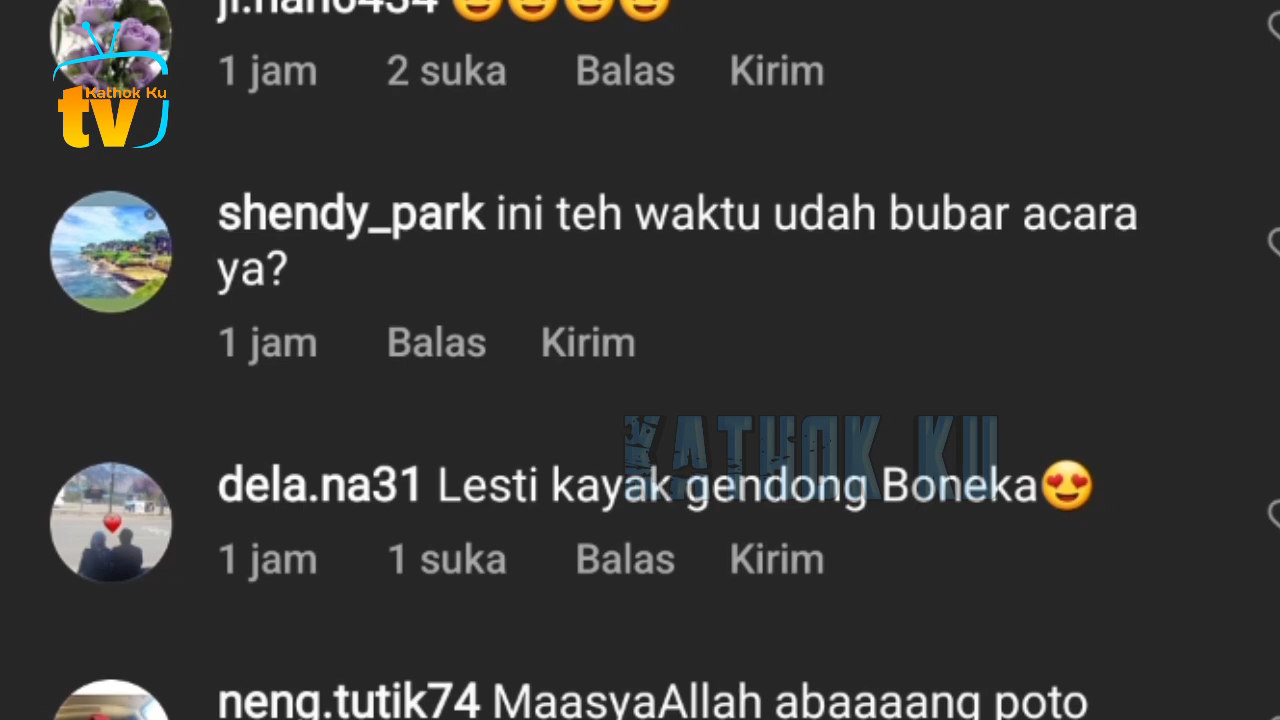 1 jam 2 suka Balas Kirim
Kathok Ku
tv
shendy_park ini teh waktu udah bubar acara
ya?
1 jam Balas Kirim
KATHOK KU
dela.na31 Lesti kayak gendong Boneka😍
1 jam 1 suka Balas Kirim
neng.tutik74 MaasyaAllah abaaaang poto